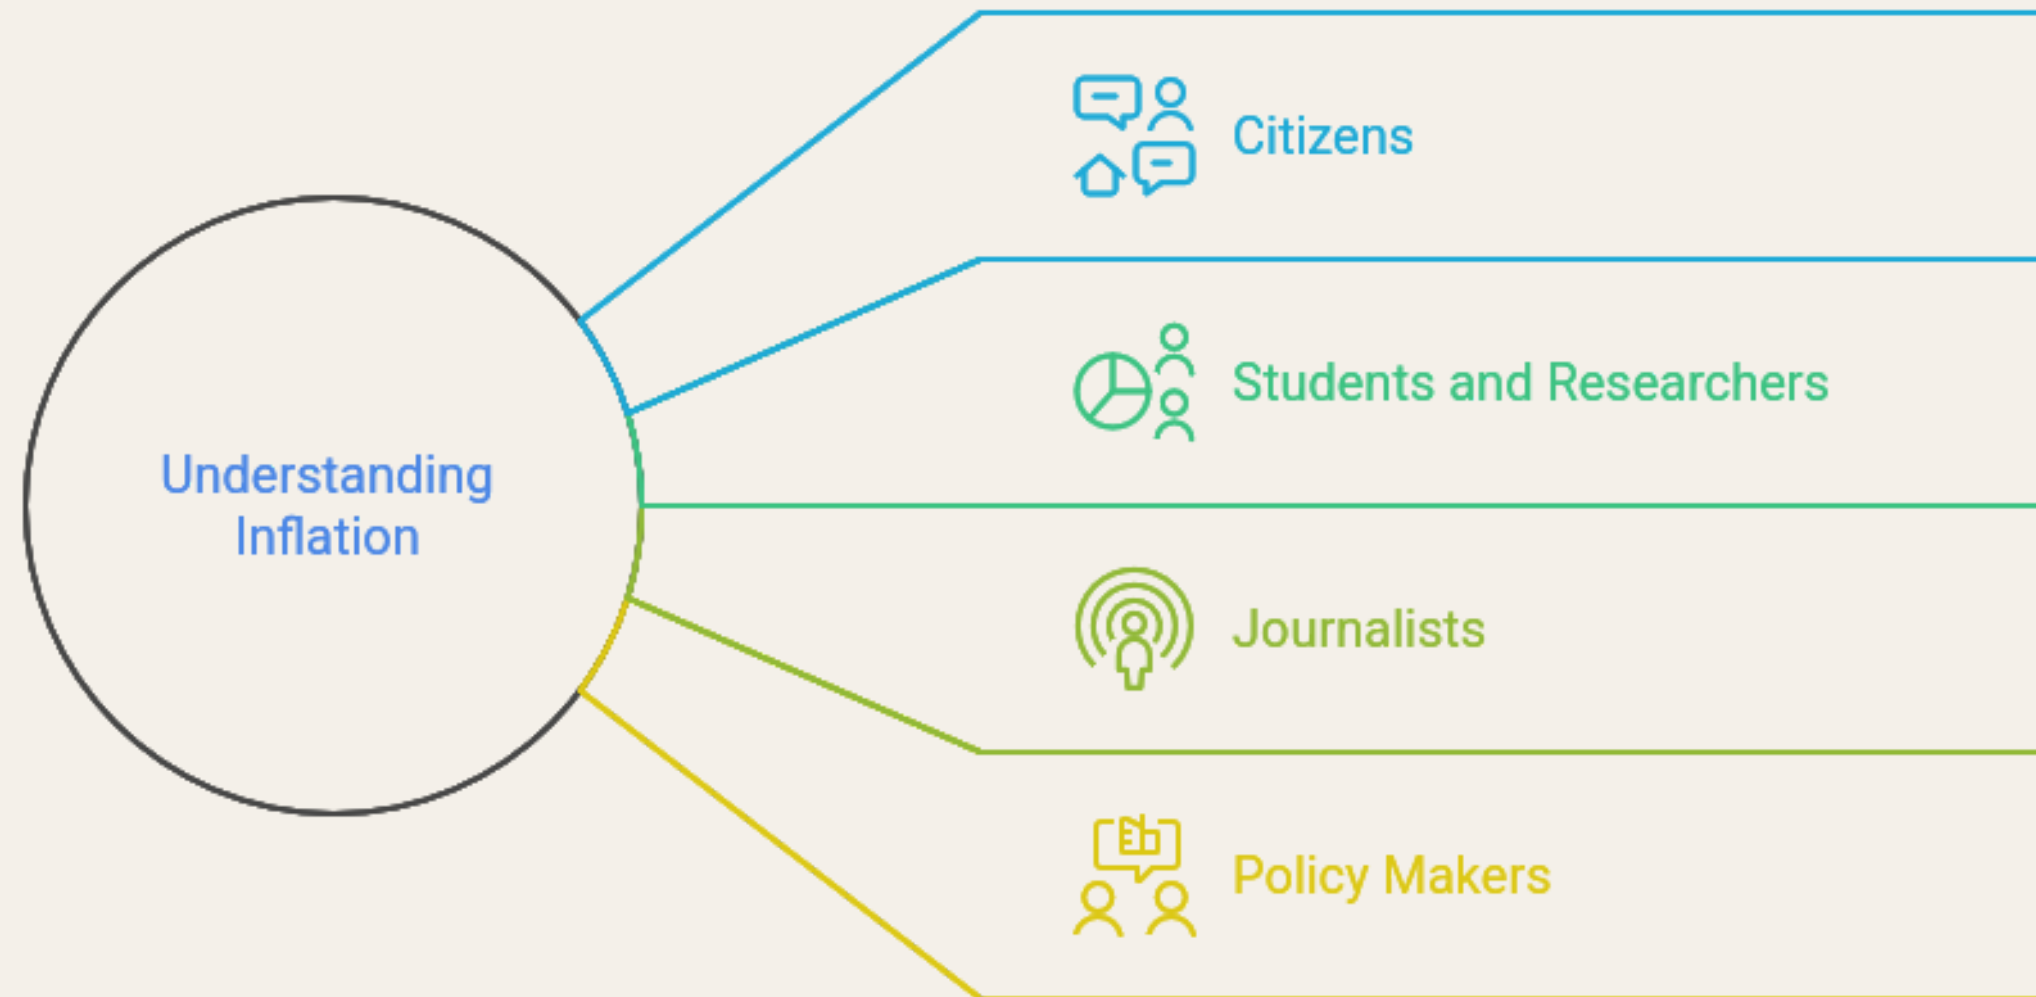 Understanding
Inflation
Citizens
Students and Researchers
Journalists
Policy Makers